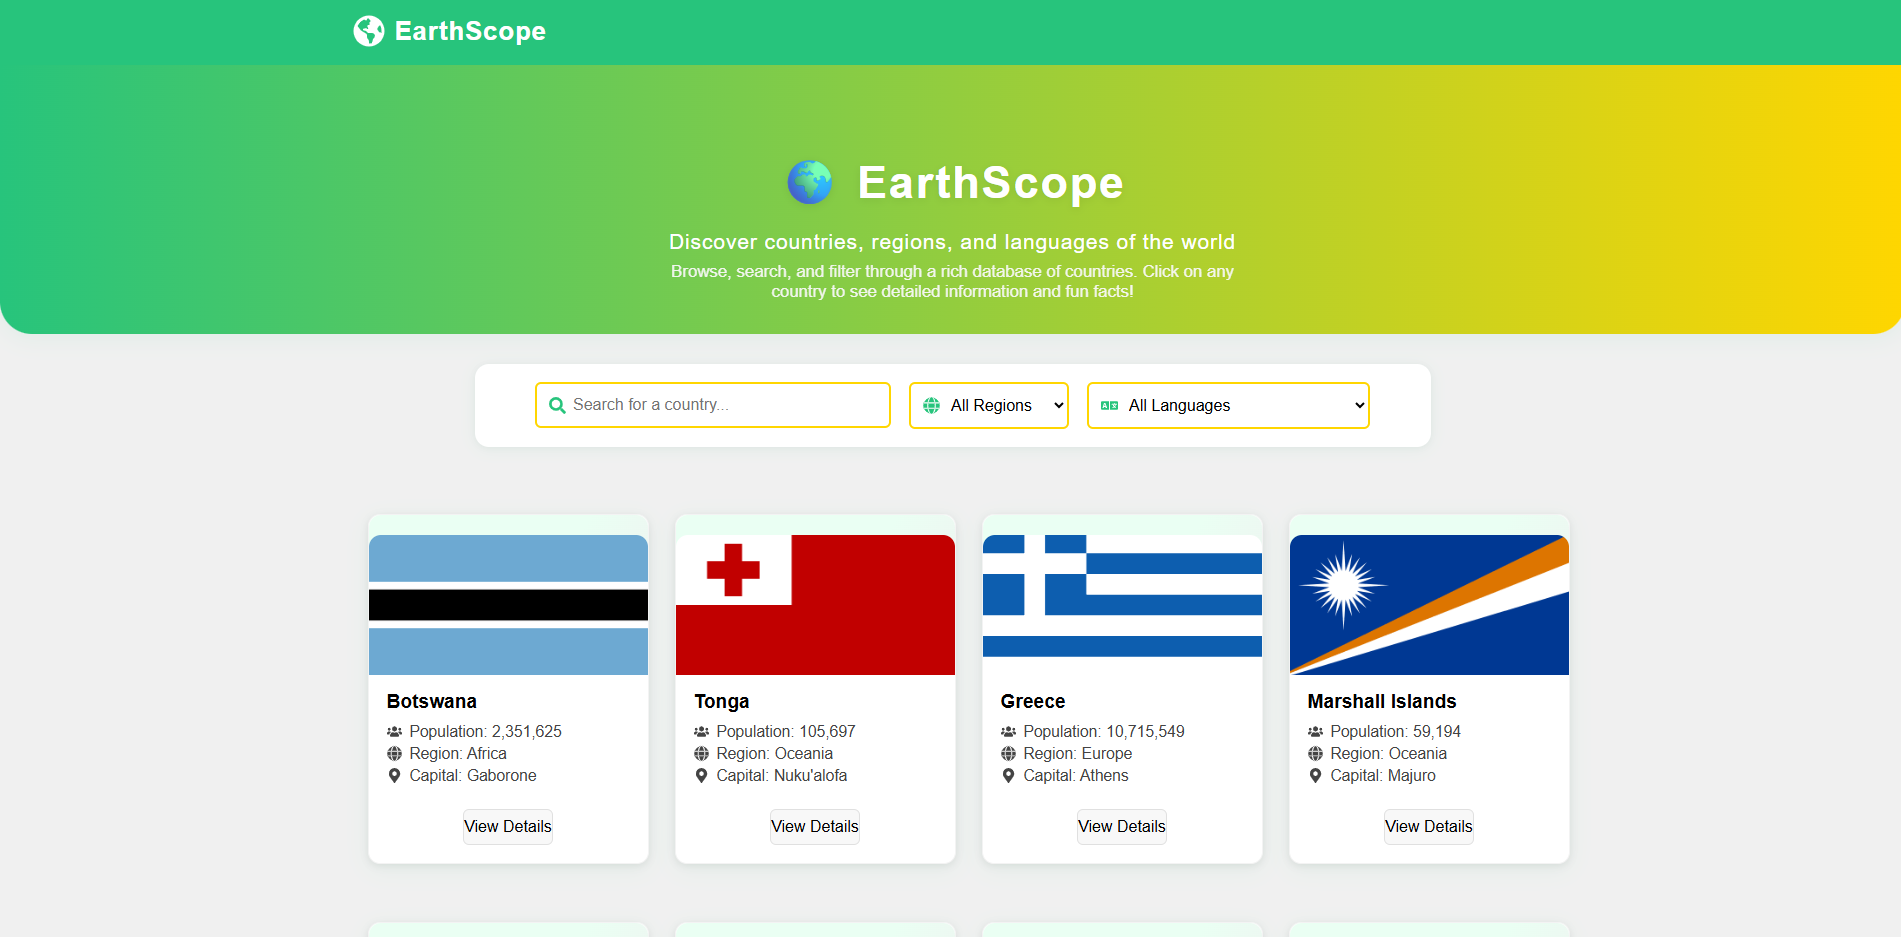 EarthScope
EarthScope
Discover countries, regions, and languages of the world
Browse, search, and filter through a rich database of countries. Click on any
country to see detailed information and fun facts!
Search for a country...
All Regions
All Languages
Botswana
Population: 2,351,625
Region: Africa
Capital: Gaborone
View Details
Tonga
Population: 105,697
Region: Oceania
Capital: Nuku'alofa
View Details
Greece
Population: 10,715,549
Region: Europe
Capital: Athens
View Details
Marshall Islands
Population: 59,194
Region: Oceania
Capital: Majuro
View Details